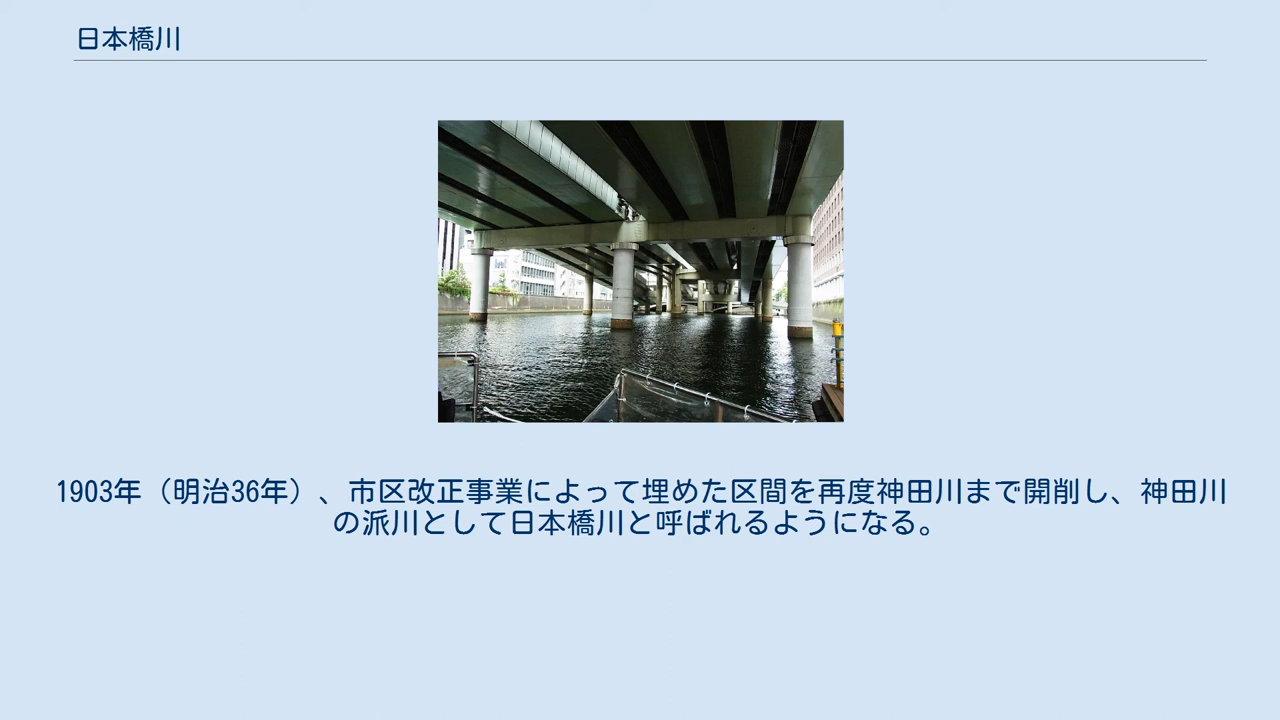 日本橋川
1903年（明治36年）、市区改正事業によって埋めた区間を再度神田川まで開削し、神田川
の派川として日本橋川と呼ばれるようになる。